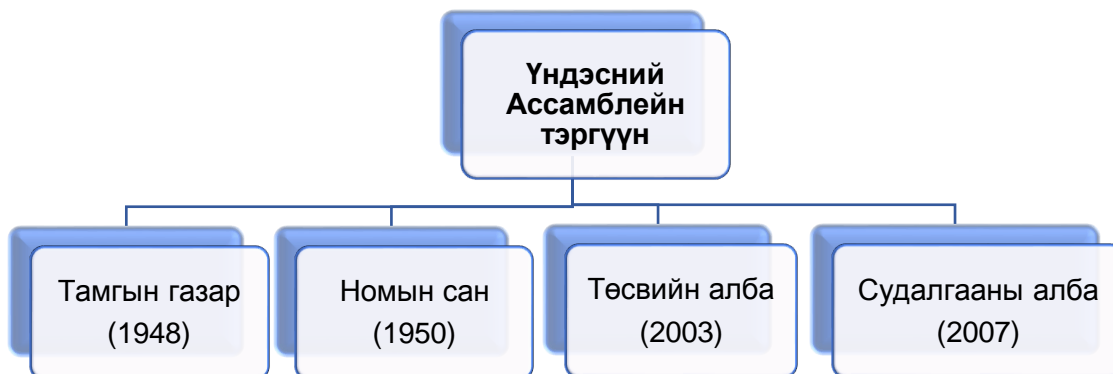 Үндэсний
Ассамблейн
тэргүүн
Тамгын газар
(1948)
Номын сан
(1950)
Төсвийн алба
(2003)
Судалгааны алба
(2007)